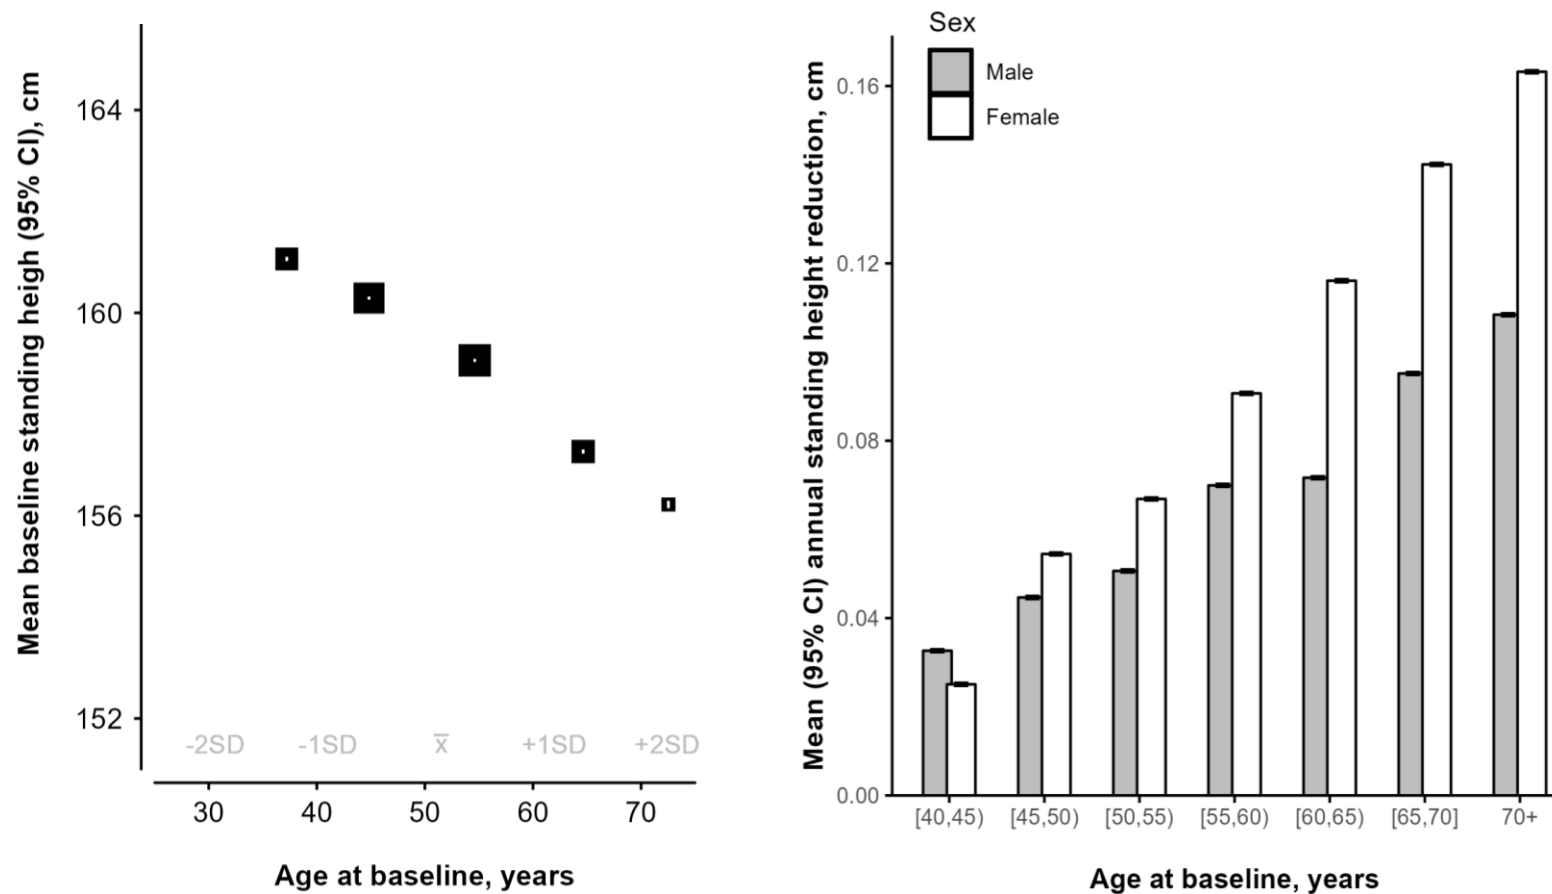 Mean baseline standing heigh (95% CI), cm
164
160
156
152
-2SD -1SD x̅ +1SD +2SD
30 40 50 60 70
Age at baseline, years
Sex
Male
Female
Mean (95% CI) annual standing height reduction, cm
0.16
0.12
0.08
0.04
0.00
[40,45) [45,50) [50,55) [55,60) [60,65) [65,70] 70+
Age at baseline, years